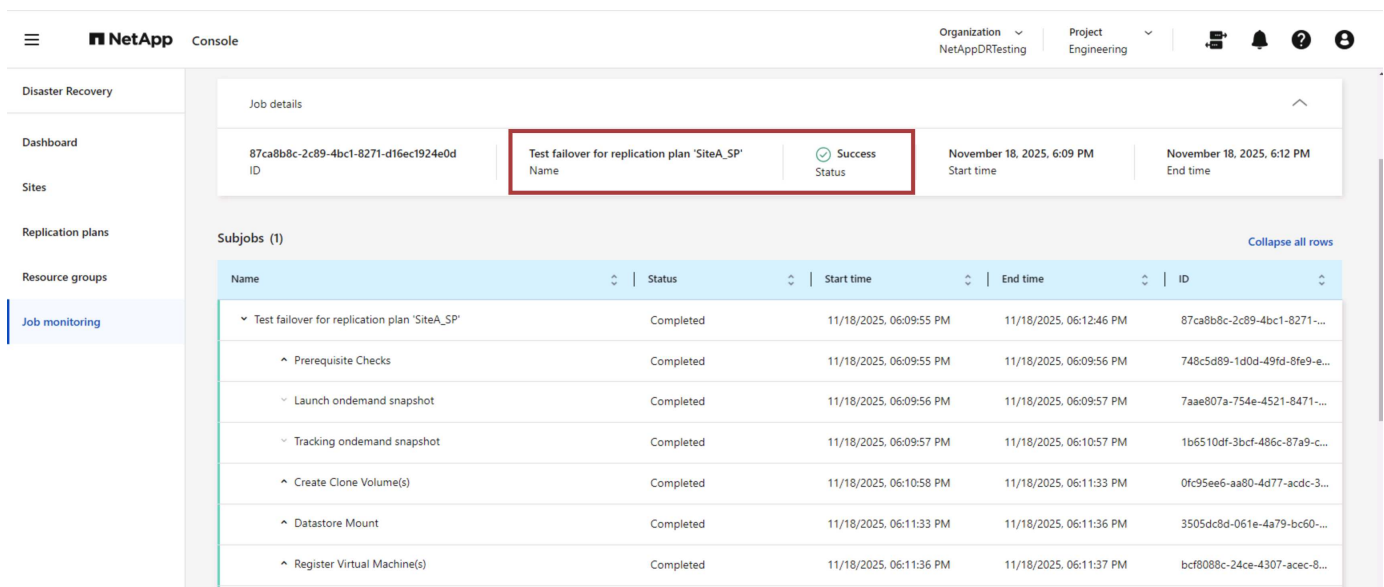 NetApp Console
Organization
NetAppDRTesting
Project
Engineering
Disaster Recovery
Dashboard
Sites
Replication plans
Resource groups
Job monitoring
Job details
87ca8b8c-2c89-4bc1-8271-d16ec1924e0d
ID
Test failover for replication plan 'SiteA_SP'
Name
Success
Status
November 18, 2025, 6:09 PM
Start time
November 18, 2025, 6:12 PM
End time
Subjobs (1)
Collapse all rows
Name Status Start time End time ID
Test failover for replication plan 'SiteA_SP' Completed 11/18/2025, 06:09:55 PM 11/18/2025, 06:12:46 PM 87ca8b8c-2c89-4bc1-8271-...
Prerequisite Checks Completed 11/18/2025, 06:09:55 PM 11/18/2025, 06:09:56 PM 748c5d89-1d0d-49fd-8fe9-e...
Launch ondemand snapshot Completed 11/18/2025, 06:09:56 PM 11/18/2025, 06:09:57 PM 7aae807a-754e-4521-8471-...
Tracking ondemand snapshot Completed 11/18/2025, 06:09:57 PM 11/18/2025, 06:10:57 PM 1b6510df-3bcf-486c-87a9-c...
Create Clone Volume(s) Completed 11/18/2025, 06:10:58 PM 11/18/2025, 06:11:33 PM 0fc95ee6-aa80-4d77-acdc-3...
Datastore Mount Completed 11/18/2025, 06:11:33 PM 11/18/2025, 06:11:36 PM 3505dc8d-061e-4a79-bc60-...
Register Virtual Machine(s) Completed 11/18/2025, 06:11:36 PM 11/18/2025, 06:11:37 PM bcf8088c-24ce-4307-acec-8...